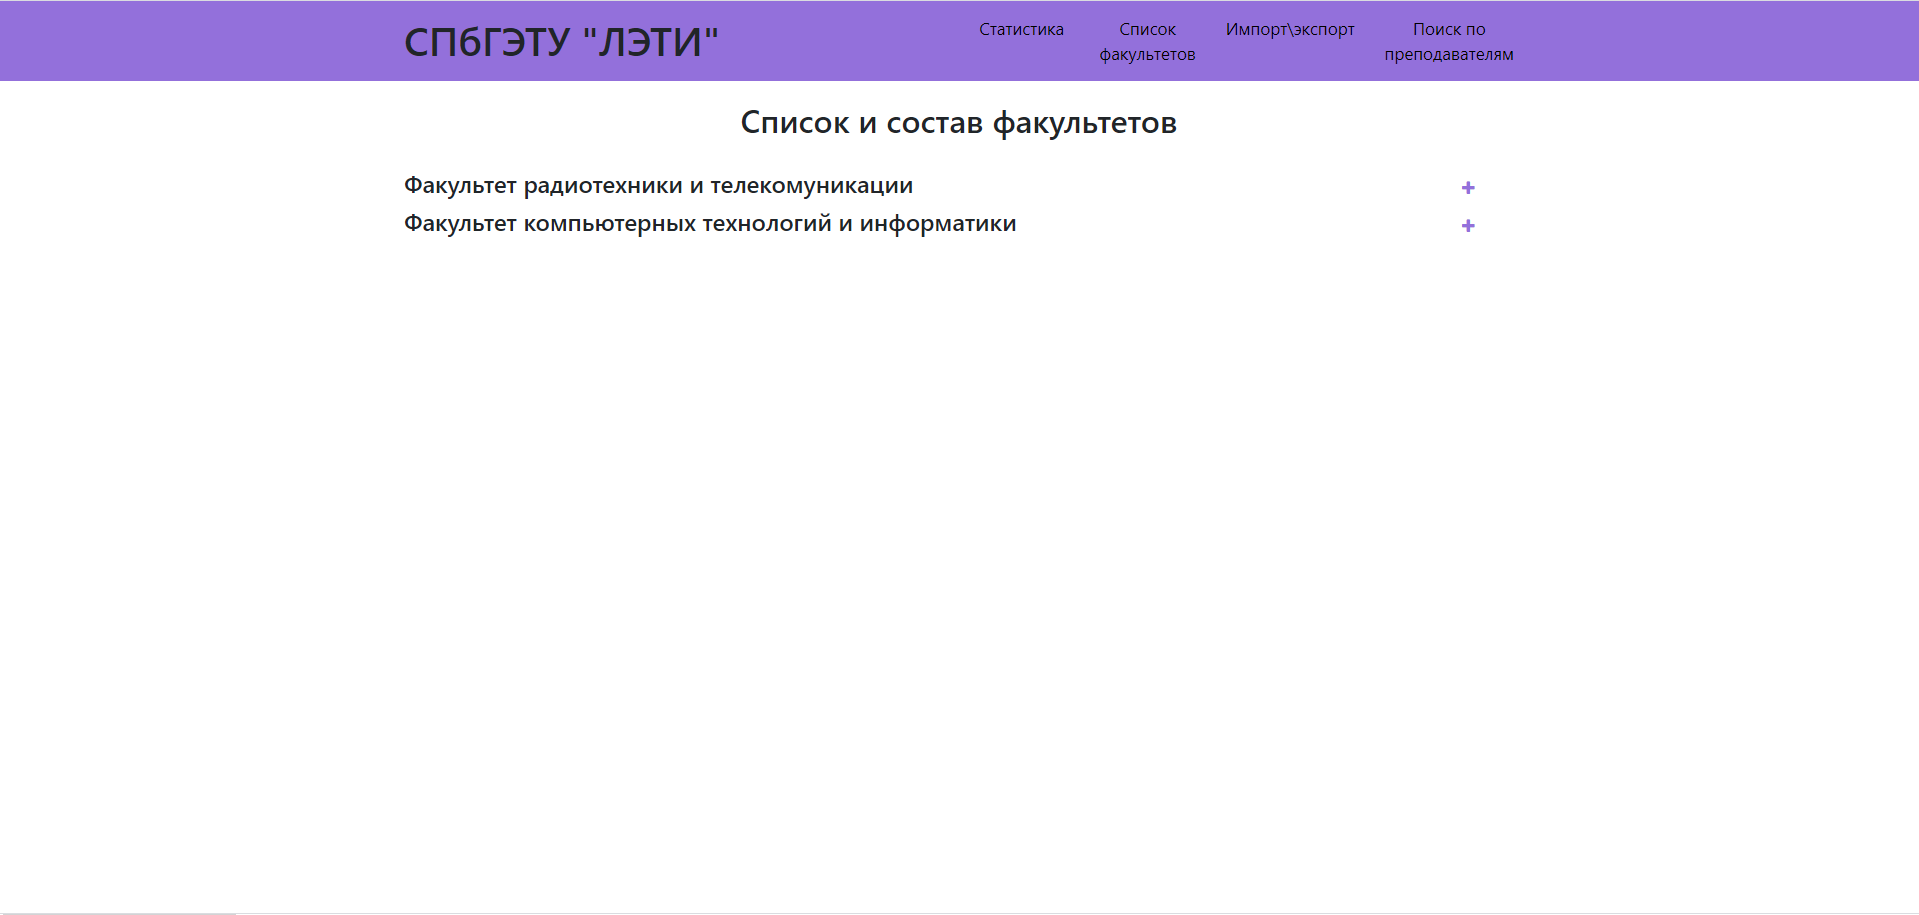 СПбГЭТУ "ЛЭТИ"
Статистика
Список
факультетов
Импорт\экспорт
Поиск по
преподавателям
Список и состав факультетов
Факультет радиотехники и телекомуникации
+
Факультет компьютерных технологий и информатики
+